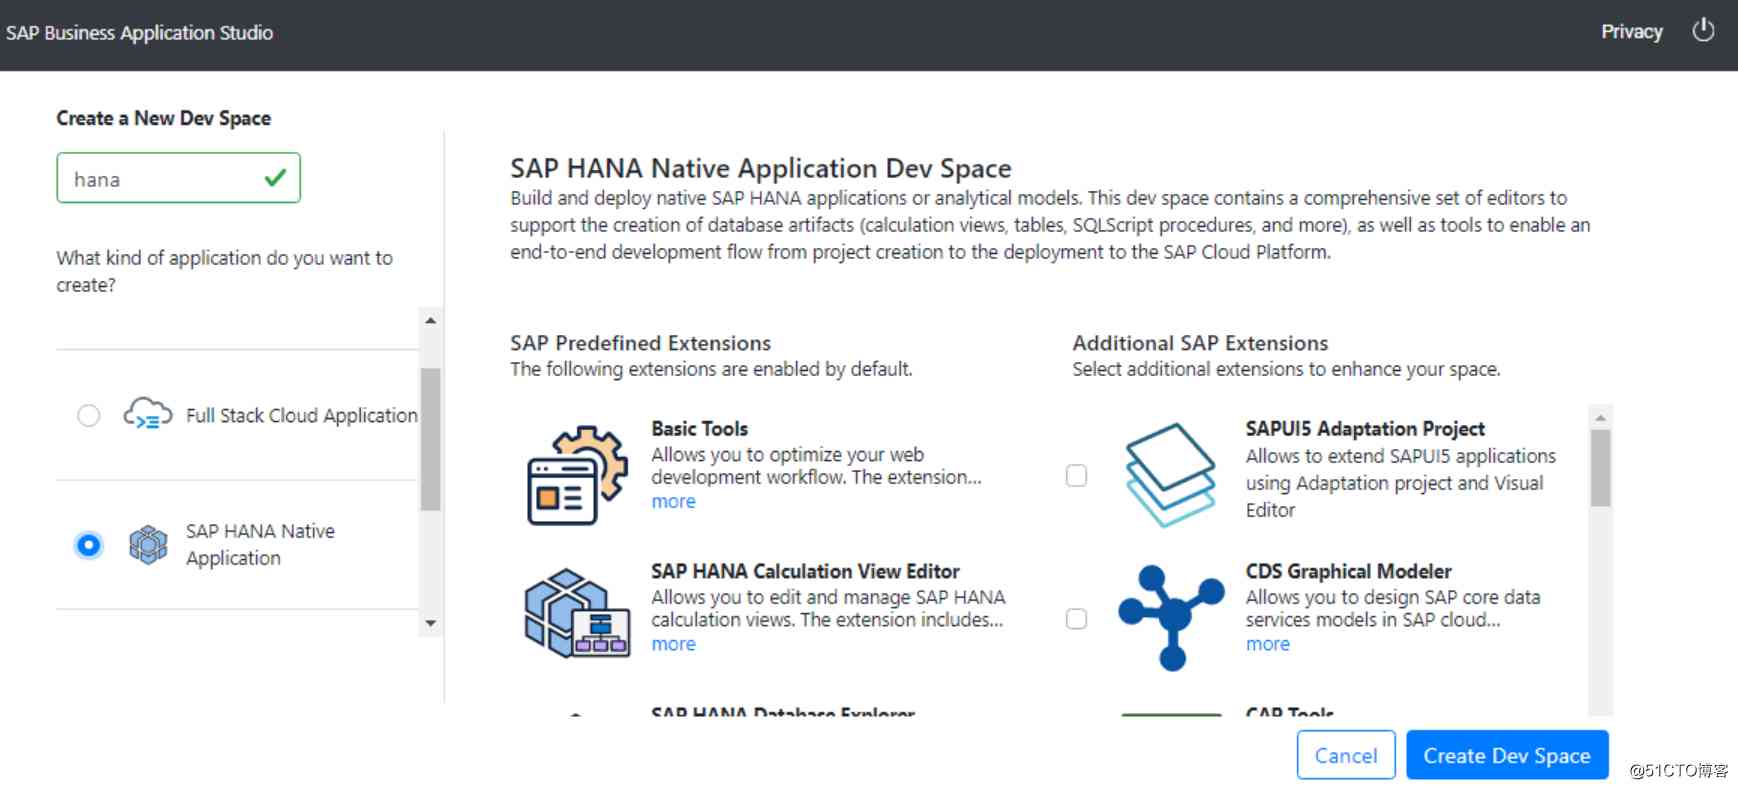 SAP Business Application Studio
Privacy
Create a New Dev Space
hana
What kind of application do you want to
create?
Full Stack Cloud Application
SAP HANA Native
Application
SAP HANA Native Application Dev Space
Build and deploy native SAP HANA applications or analytical models. This dev space contains a comprehensive set of editors to
support the creation of database artifacts (calculation views, tables, SQLScript procedures, and more), as well as tools to enable an
end-to-end development flow from project creation to the deployment to the SAP Cloud Platform.
SAP Predefined Extensions
The following extensions are enabled by default.
Basic Tools
Allows you to optimize your web
development workflow. The extension...
more
SAP HANA Calculation View Editor
Allows you to edit and manage SAP HANA
calculation views. The extension includes...
more
SAP HANA Database Explorer
Additional SAP Extensions
Select additional extensions to enhance your space.
SAPUI5 Adaptation Project
Allows to extend SAPUI5 applications
using Adaptation project and Visual
Editor
CDS Graphical Modeler
Allows you to design SAP core data
services models in SAP cloud...
more
CAP Tools
Cancel
Create Dev Space
@51CTO博客